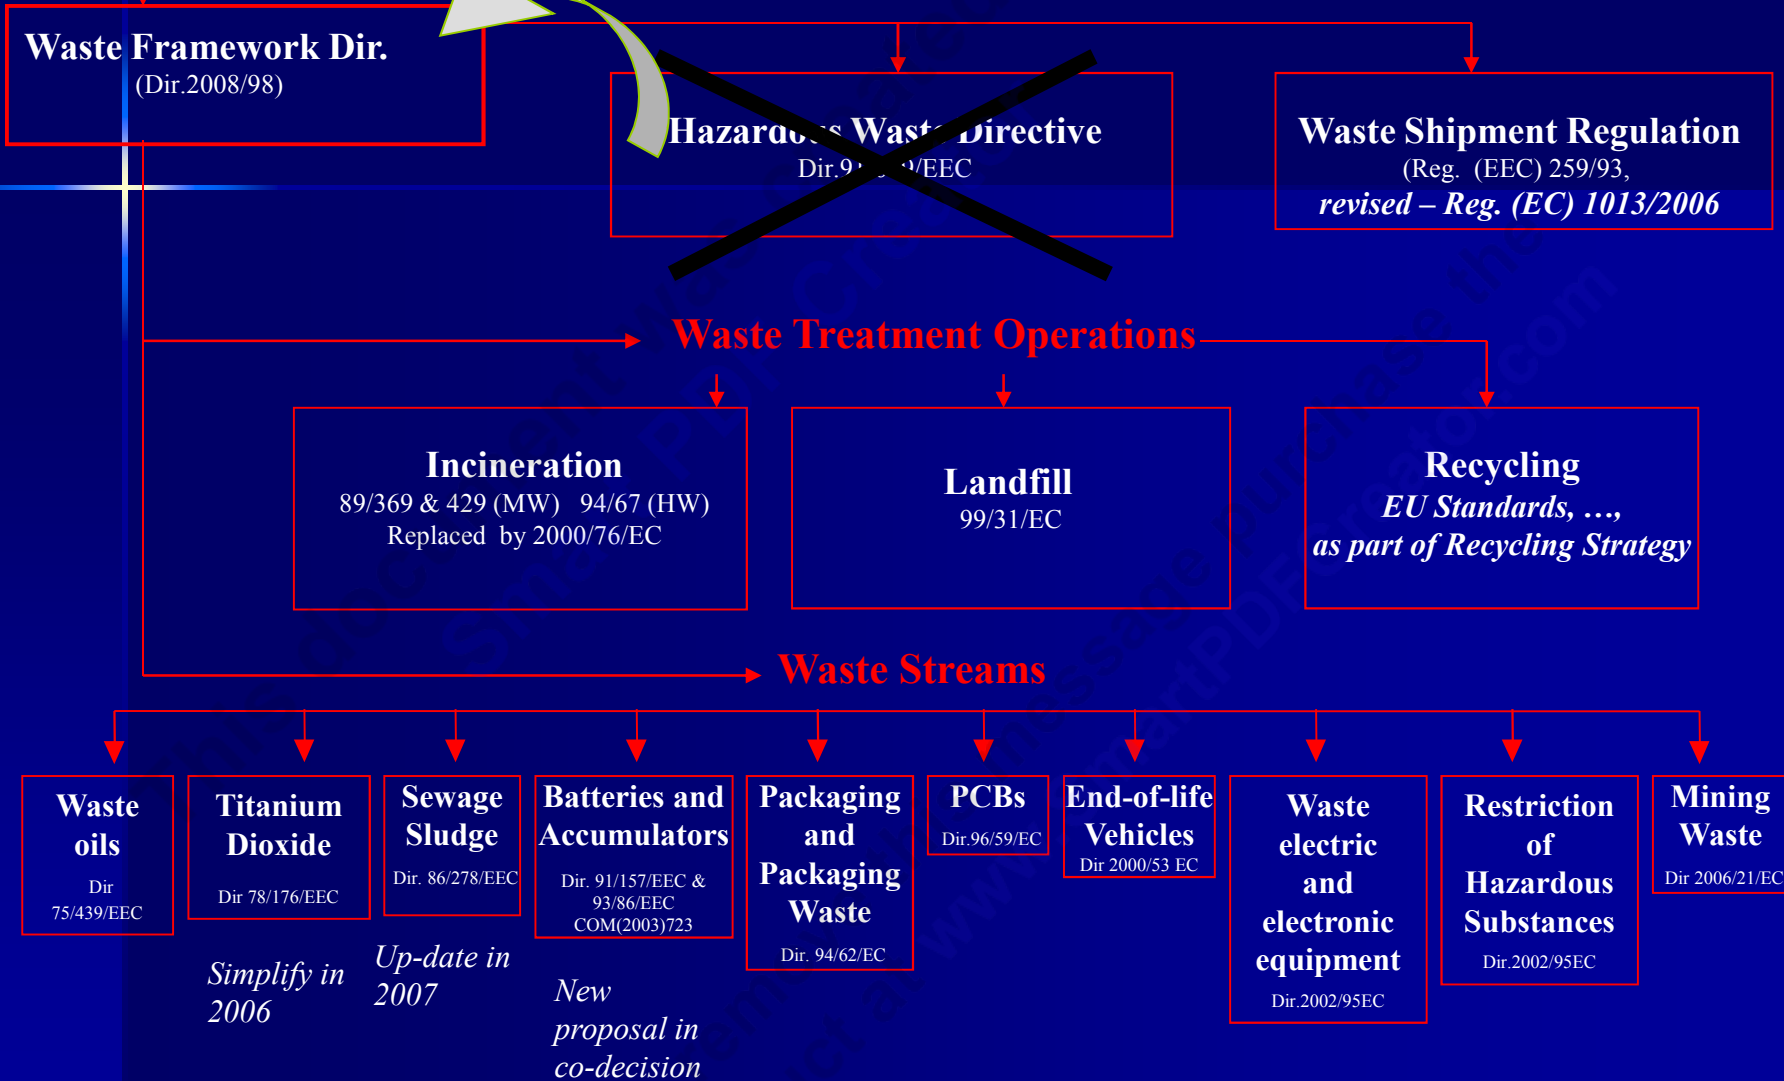 Waste Framework Dir.
(Dir.2008/98)
Hazardous Waste Directive
/EEC
Waste Shipment Regulation
(Reg. (EEC) 259/93,
revised – Reg. (EC) 1013/2006
Waste Treatment Operations
Incineration
89/369 & 429 (MW) 94/67 (HW)
Replaced by 2000/76/EC
Landfill
99/31/EC
Recycling
EU Standards, …,
as part of Recycling Strategy
Waste Streams
Waste
oils
Dir
75/439/EEC
Titanium
Dioxide
Dir 78/176/EEC
Simplify in
2006
Sewage
Sludge
Dir. 86/278/EEC
Up-date in
2007
Batteries and
Accumulators
Dir. 91/157/EEC &
93/86/EEC
COM(2003)723
New
proposal in
co-decision
Packaging
and
Packaging
Waste
Dir. 94/62/EC
PCBs
Dir.96/59/EC
End-of-life
Vehicles
Dir 2000/53 EC
Waste
electric
and
electronic
equipment
Dir.2002/95EC
Restriction
of
Hazardous
Substances
Dir.2002/95EC
Mining
Waste
Dir 2006/21/EC